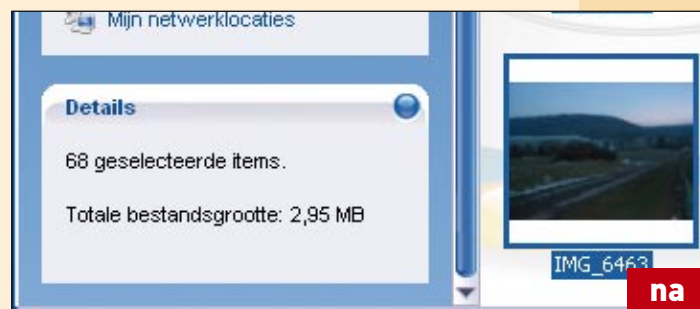 Mijn netwerklocaties
Details
68 geselecteerde items.
Totale bestandsgrootte: 2,95 MB
IMG_6463
na